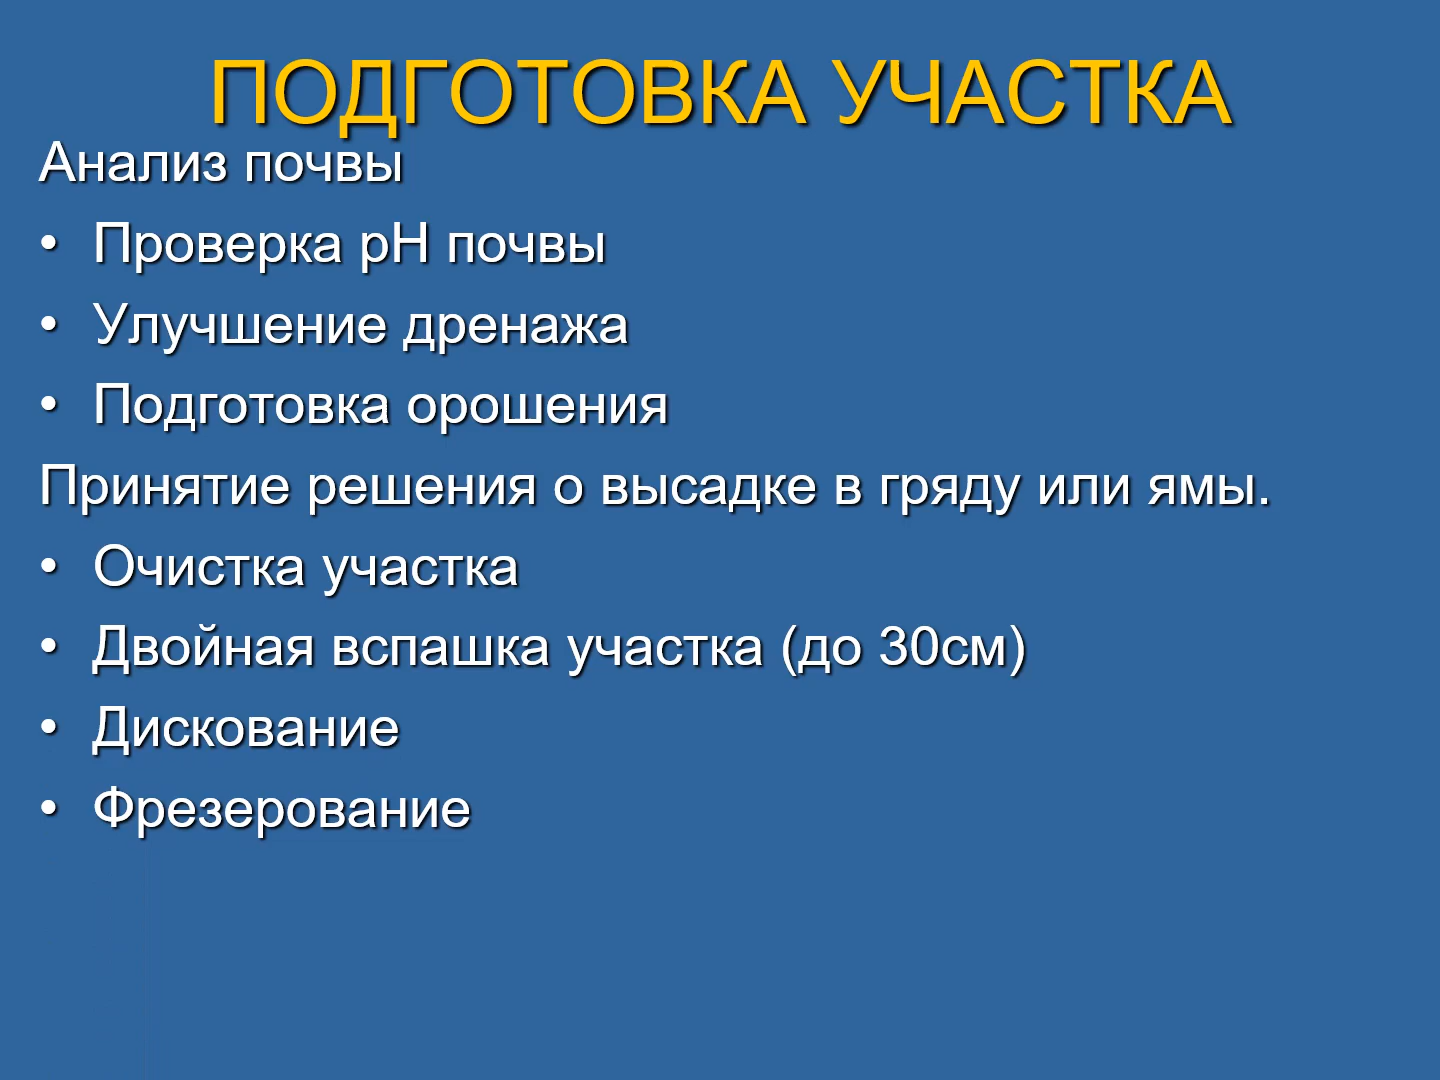 ПОДГОТОВКА УЧАСТКА
Анализ почвы
• Проверка pH почвы
• Улучшение дренажа
• Подготовка орошения
Принятие решения о высадке в гряду или ямы.
• Очистка участка
• Двойная вспашка участка (до 30см)
• Дискование
• Фрезерование